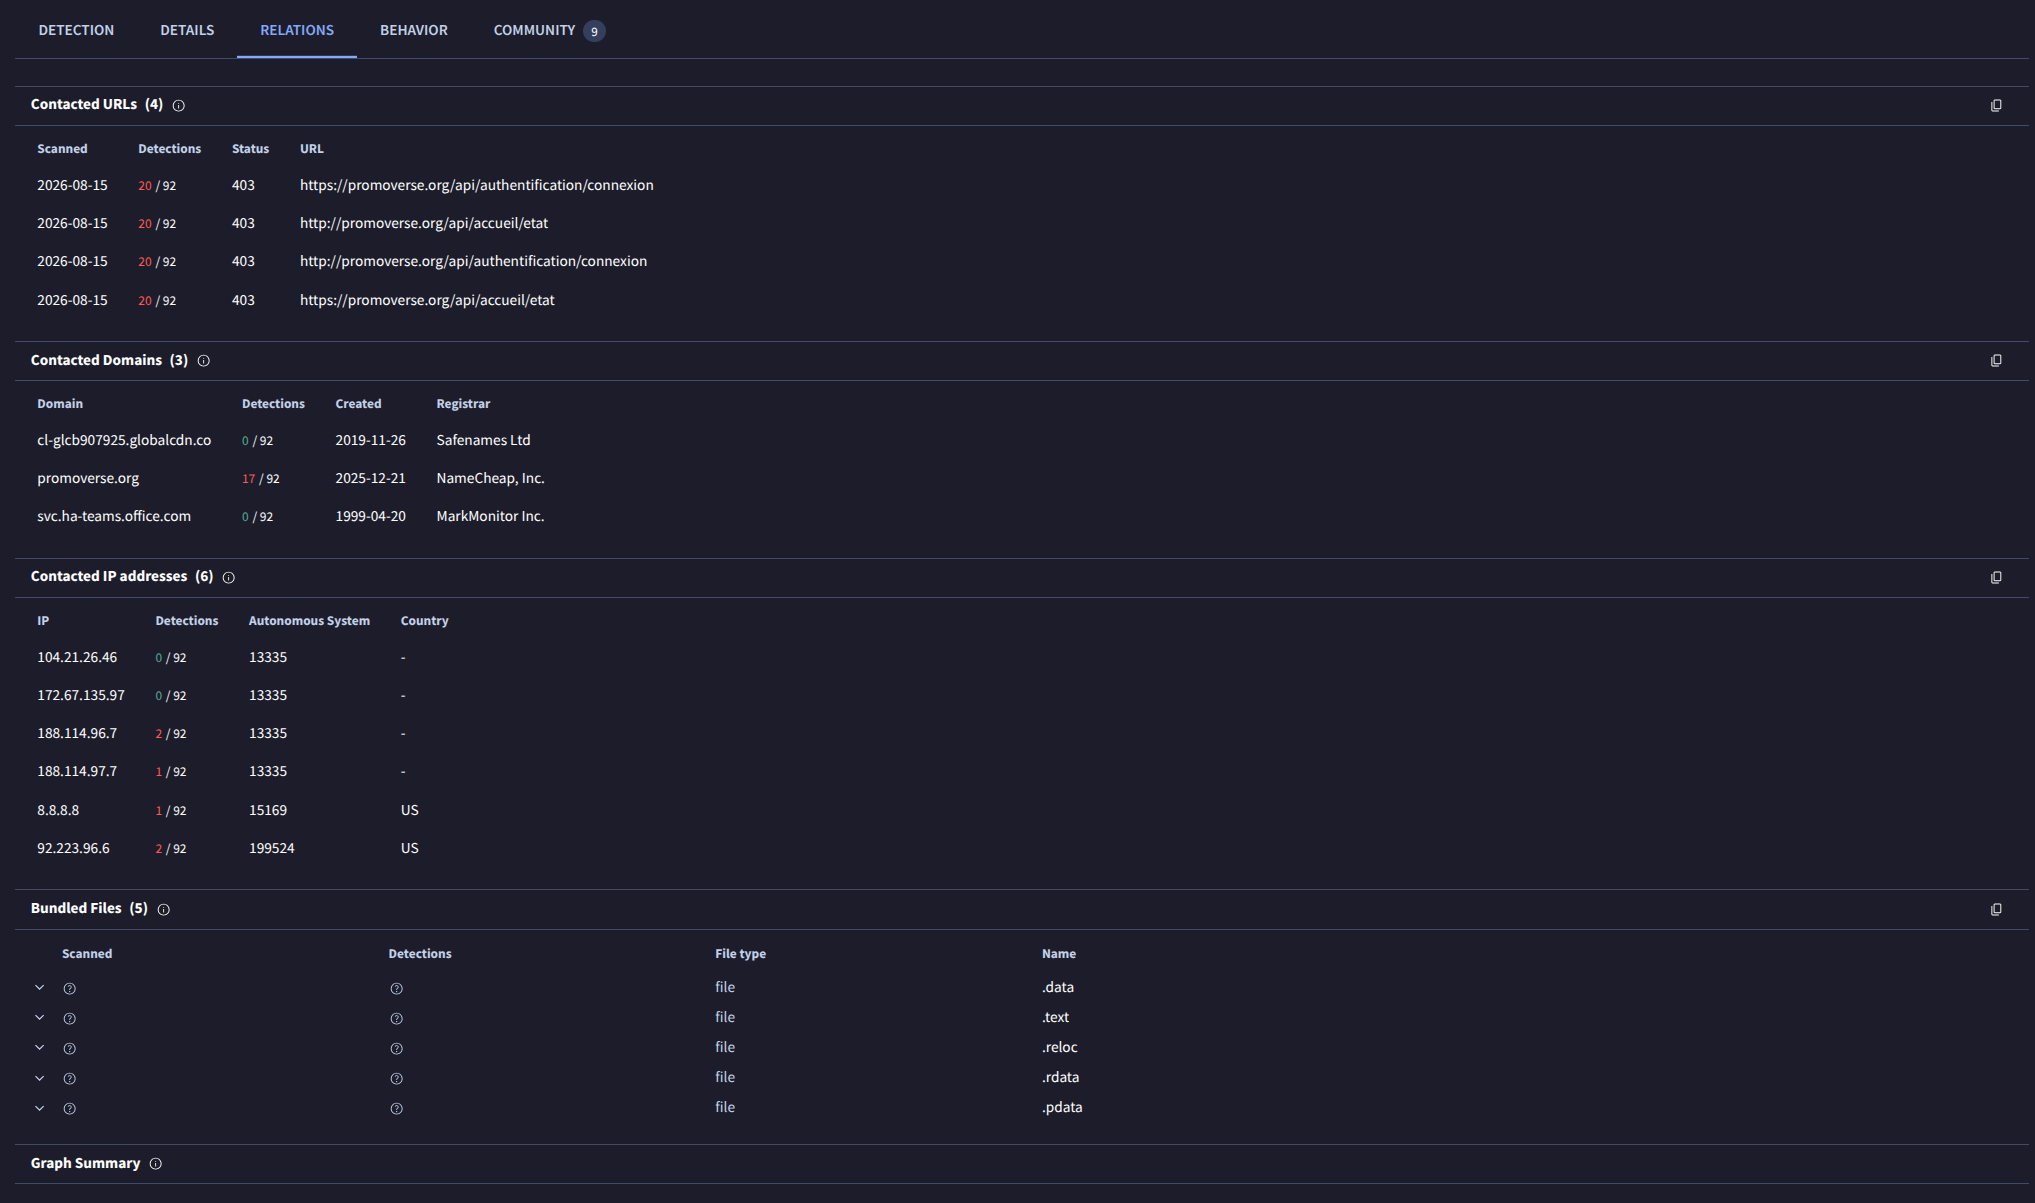 DETECTION DETAILS RELATIONS BEHAVIOR COMMUNITY 9
Contacted URLs (4)
Scanned Detections Status URL
2026-08-15 20 / 92 403 https://promoverse.org/api/authentification/connexion
2026-08-15 20 / 92 403 http://promoverse.org/api/accueil/etat
2026-08-15 20 / 92 403 http://promoverse.org/api/authentification/connexion
2026-08-15 20 / 92 403 https://promoverse.org/api/accueil/etat
Contacted Domains (3)
Domain Detections Created Registrar
cl-glcb907925.globalcdn.co 0 / 92 2019-11-26 Safenames Ltd
promoverse.org 17 / 92 2025-12-21 NameCheap, Inc.
svc.ha-teams.office.com 0 / 92 1999-04-20 MarkMonitor Inc.
Contacted IP addresses (6)
IP Detections Autonomous System Country
104.21.26.46 0 / 92 13335 -
172.67.135.97 0 / 92 13335 -
188.114.96.7 2 / 92 13335 -
188.114.97.7 1 / 92 13335 -
8.8.8.8 1 / 92 15169 US
92.223.96.6 2 / 92 199524 US
Bundled Files (5)
Scanned Detections File type Name
file .data
file .text
file .reloc
file .rdata
file .pdata
Graph Summary